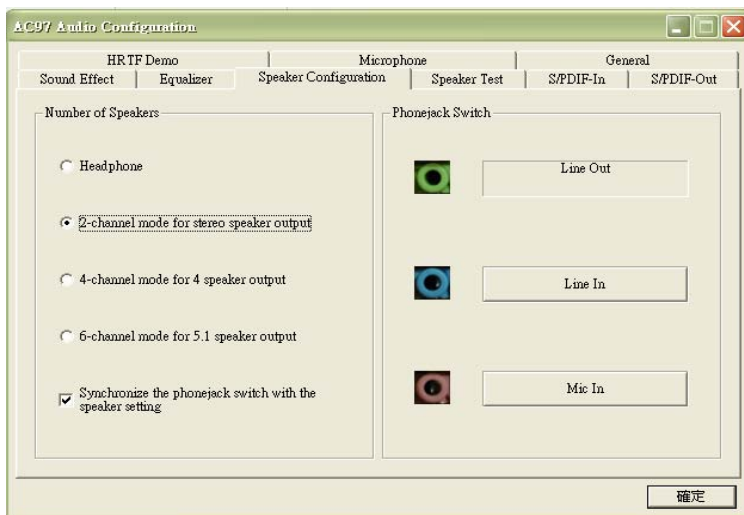 AC97 Audio Configuration
HRTF Demo
Microphone
General
Sound Effect
Equalizer
Speaker Configuration
Speaker Test
S/PDIF-In
S/PDIF-Out
Number of Speakers
Headphone
2-channel mode for stereo speaker output
4-channel mode for 4 speaker output
6-channel mode for 5.1 speaker output
Synchronize the phonejack switch with the
speaker setting
Phonejack Switch
Line Out
Line In
Mic In
確定